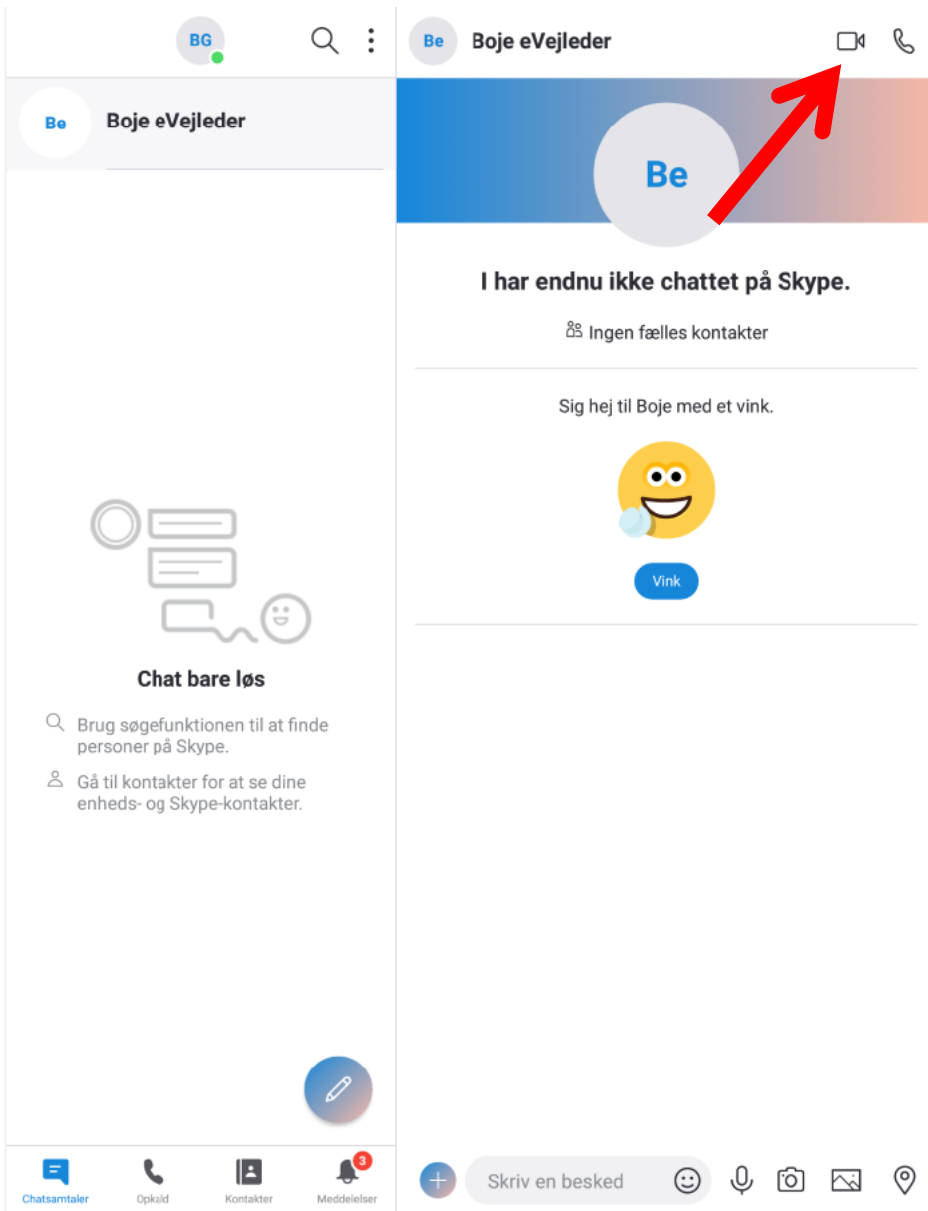 BG
Be Boje eVejleder
Chat bare løs
Brug søgefunktionen til at finde
personer på Skype.
Gå til kontakter for at se dine
enheds- og Skype-kontakter.
Chatsamtaler Opkald Kontakter 3 Meddelelser
Be Boje eVejleder
Be
I har endnu ikke chattet på Skype.
Ingen fælles kontakter
Sig hej til Boje med et vink.
Vink
Skriv en besked